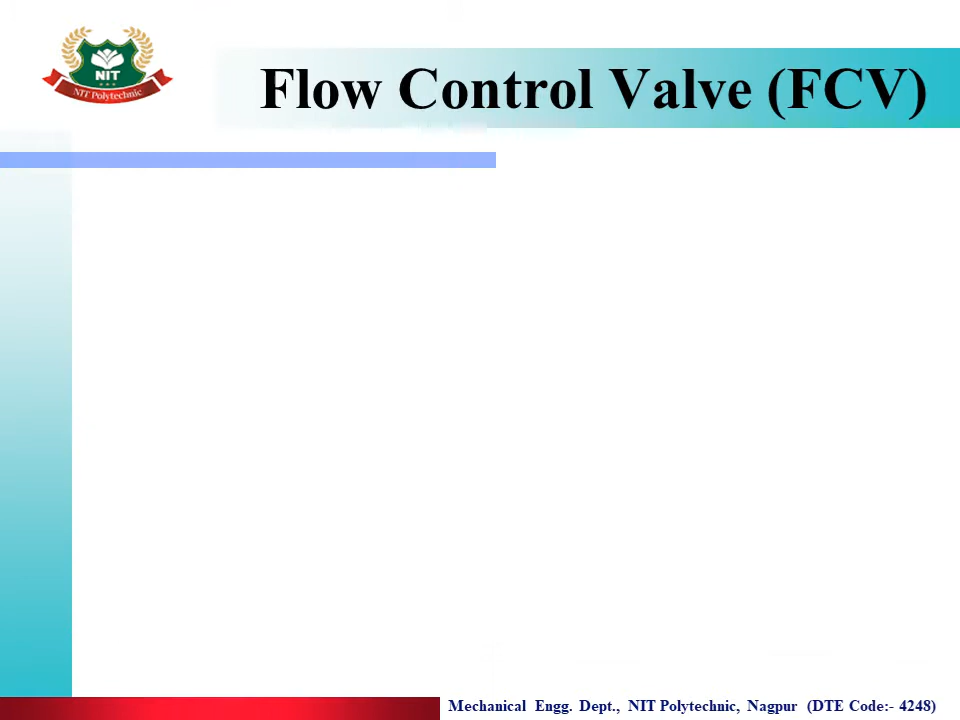 NIT
NIT Polytechnic
Flow Control Valve (FCV)
Mechanical Engg. Dept., NIT Polytechnic, Nagpur (DTE Code:- 4248)